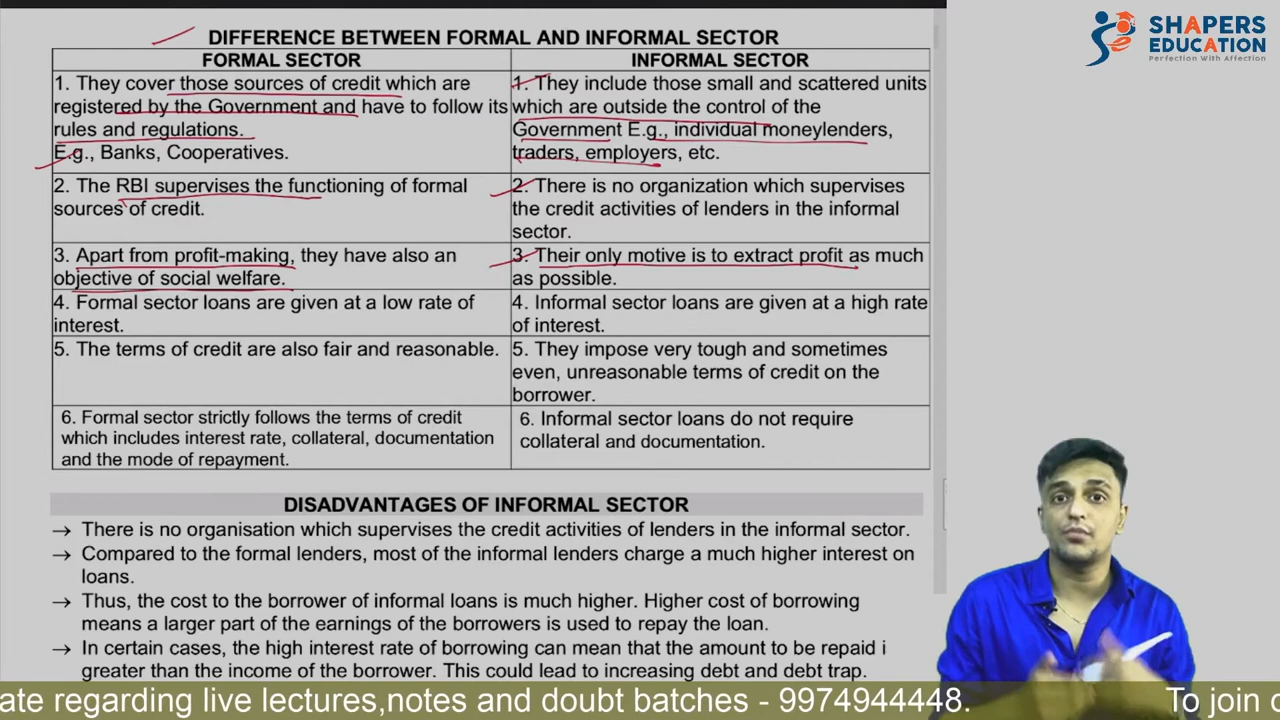 SHAPERS
EDUCATION
Perfection With Affection
DIFFERENCE BETWEEN FORMAL AND INFORMAL SECTOR
FORMAL SECTOR
1. They cover those sources of credit which are
registered by the Government and have to follow its
rules and regulations.
E.g., Banks, Cooperatives.
INFORMAL SECTOR
1. They include those small and scattered units
which are outside the control of the
Government E.g., individual moneylenders,
traders, employers, etc.
2. The RBI supervises the functioning of formal
sources of credit.
2. There is no organization which supervises
the credit activities of lenders in the informal
sector.
3. Apart from profit-making, they have also an
objective of social welfare.
3. Their only motive is to extract profit as much
as possible.
4. Formal sector loans are given at a low rate of
interest.
4. Informal sector loans are given at a high rate
of interest.
5. The terms of credit are also fair and reasonable.
5. They impose very tough and sometimes
even, unreasonable terms of credit on the
borrower.
6. Formal sector strictly follows the terms of credit
which includes interest rate, collateral, documentation
and the mode of repayment.
6. Informal sector loans do not require
collateral and documentation.
DISADVANTAGES OF INFORMAL SECTOR
→ There is no organisation which supervises the credit activities of lenders in the informal sector.
→ Compared to the formal lenders, most of the informal lenders charge a much higher interest on
loans.
→ Thus, the cost to the borrower of informal loans is much higher. Higher cost of borrowing
means a larger part of the earnings of the borrowers is used to repay the loan.
→ In certain cases, the high interest rate of borrowing can mean that the amount to be repaid i
greater than the income of the borrower. This could lead to increasing debt and debt trap.
ate regarding live lectures,notes and doubt batches - 9974944448. To join o